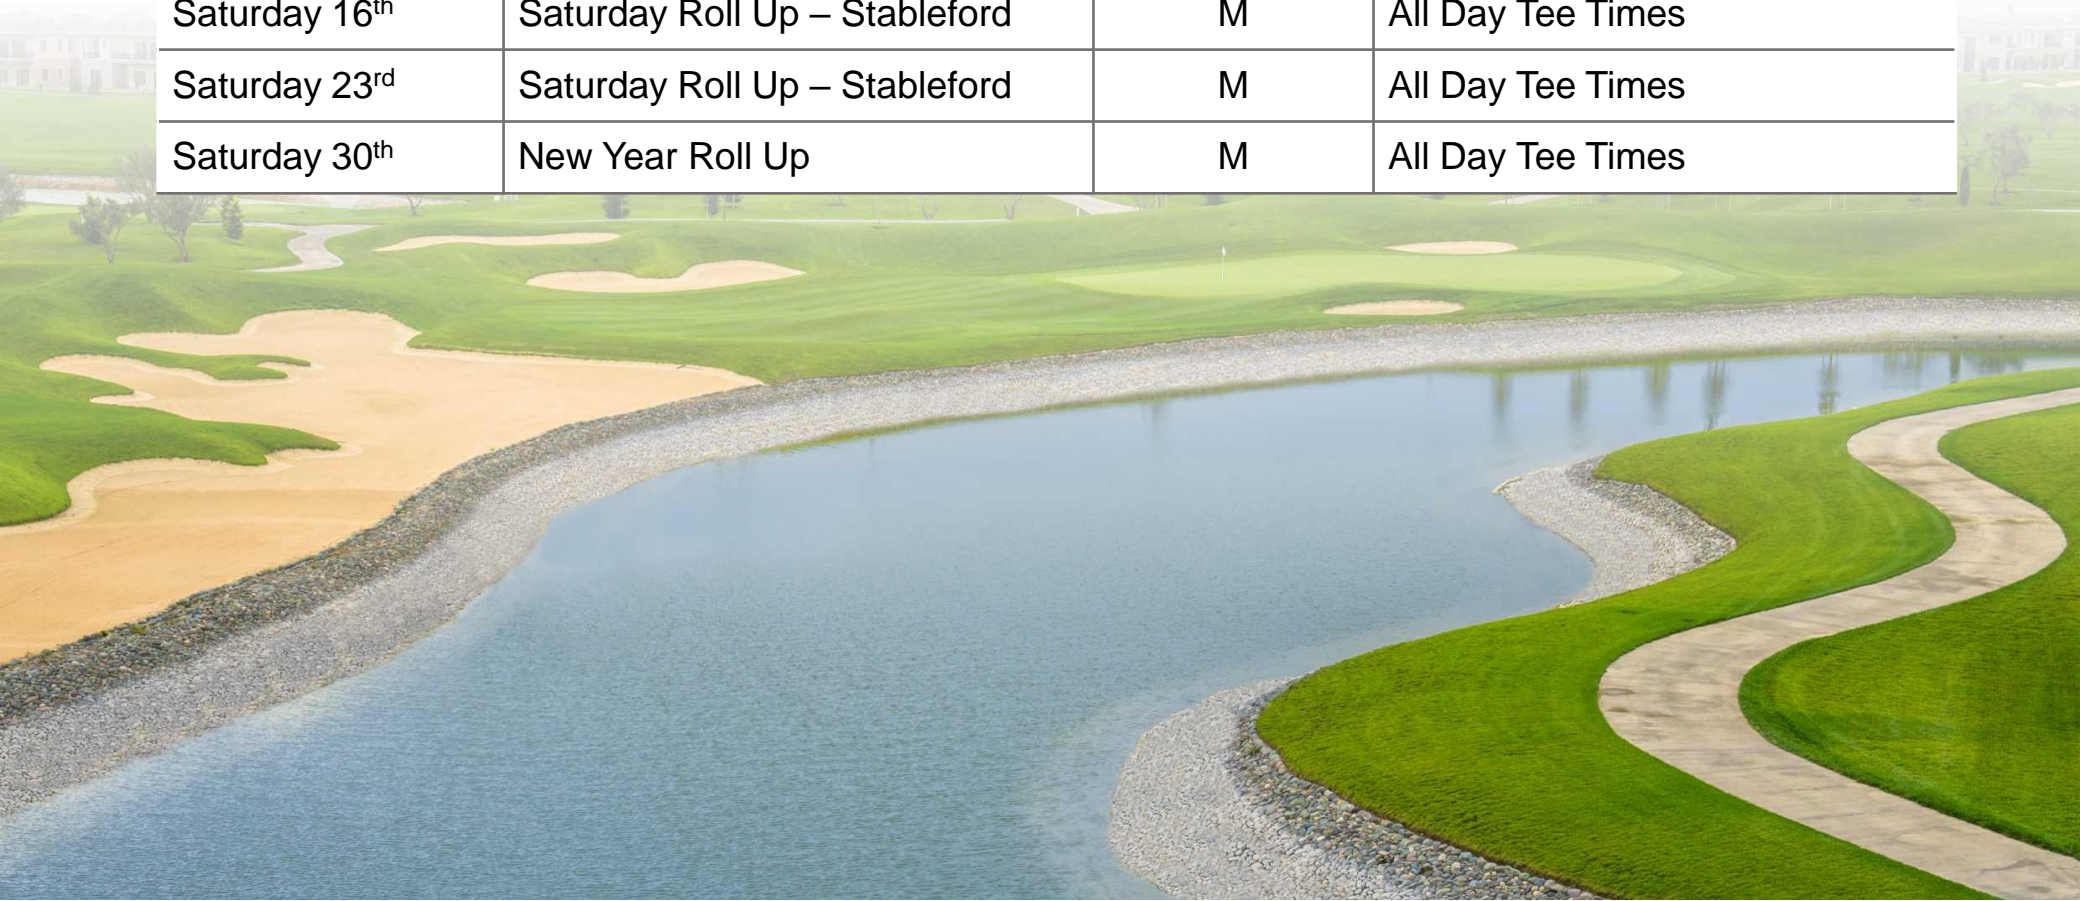 Saturday 16th Saturday Roll Up – Stableford M All Day Tee Times
Saturday 23rd Saturday Roll Up – Stableford M All Day Tee Times
Saturday 30th New Year Roll Up M All Day Tee Times